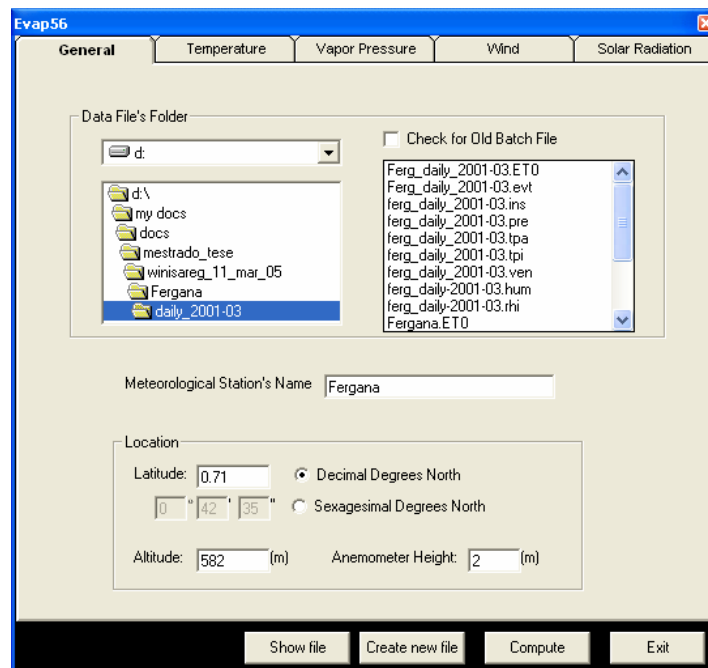 Evap56
General Temperature Vapor Pressure Wind Solar Radiation
Data File's Folder
d:
Check for Old Batch File
d:\
my docs
docs
mestrado_tese
winisareg_11_mar_05
Fergana
daily_2001-03
Ferg_daily_2001-03.ET0
Ferg_daily_2001-03.evt
ferg_daily_2001-03.ins
ferg_daily_2001-03.pre
ferg_daily_2001-03.tpa
ferg_daily_2001-03.tpi
ferg_daily_2001-03.ven
ferg_daily-2001-03.hum
ferg_daily-2001-03.rhi
Fergana.ET0
Meteorological Station's Name Fergana
Location
Latitude: 0.71 Decimal Degrees North
0 ° 42 ' 35 " Sexagesimal Degrees North
Altitude: 582 (m) Anemometer Height: 2 (m)
Show file Create new file Compute Exit